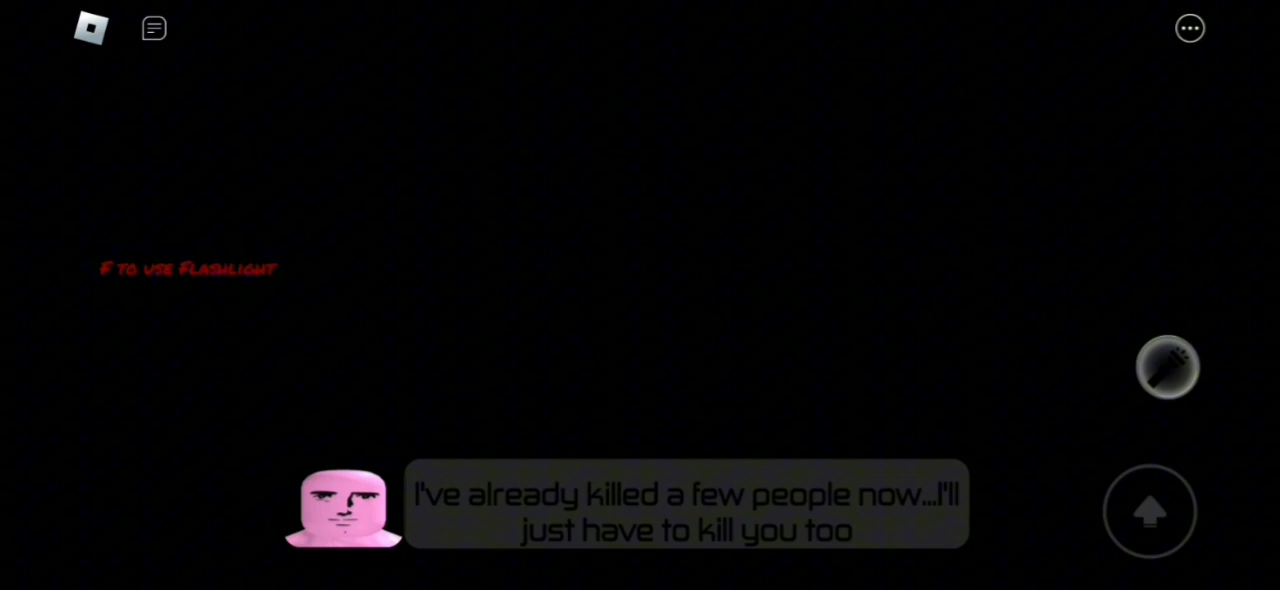 F to use Flashlight
I've already killed a few people now...I'll
just have to kill you too